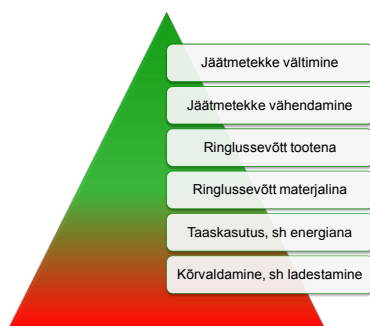 Jäätmetekke vältimine
Jäätmetekke vähendamine
Ringlussevõtt tootena
Ringlussevõtt materjalina
Taaskasutus, sh energiana
Kõrvaldamine, sh ladestamine